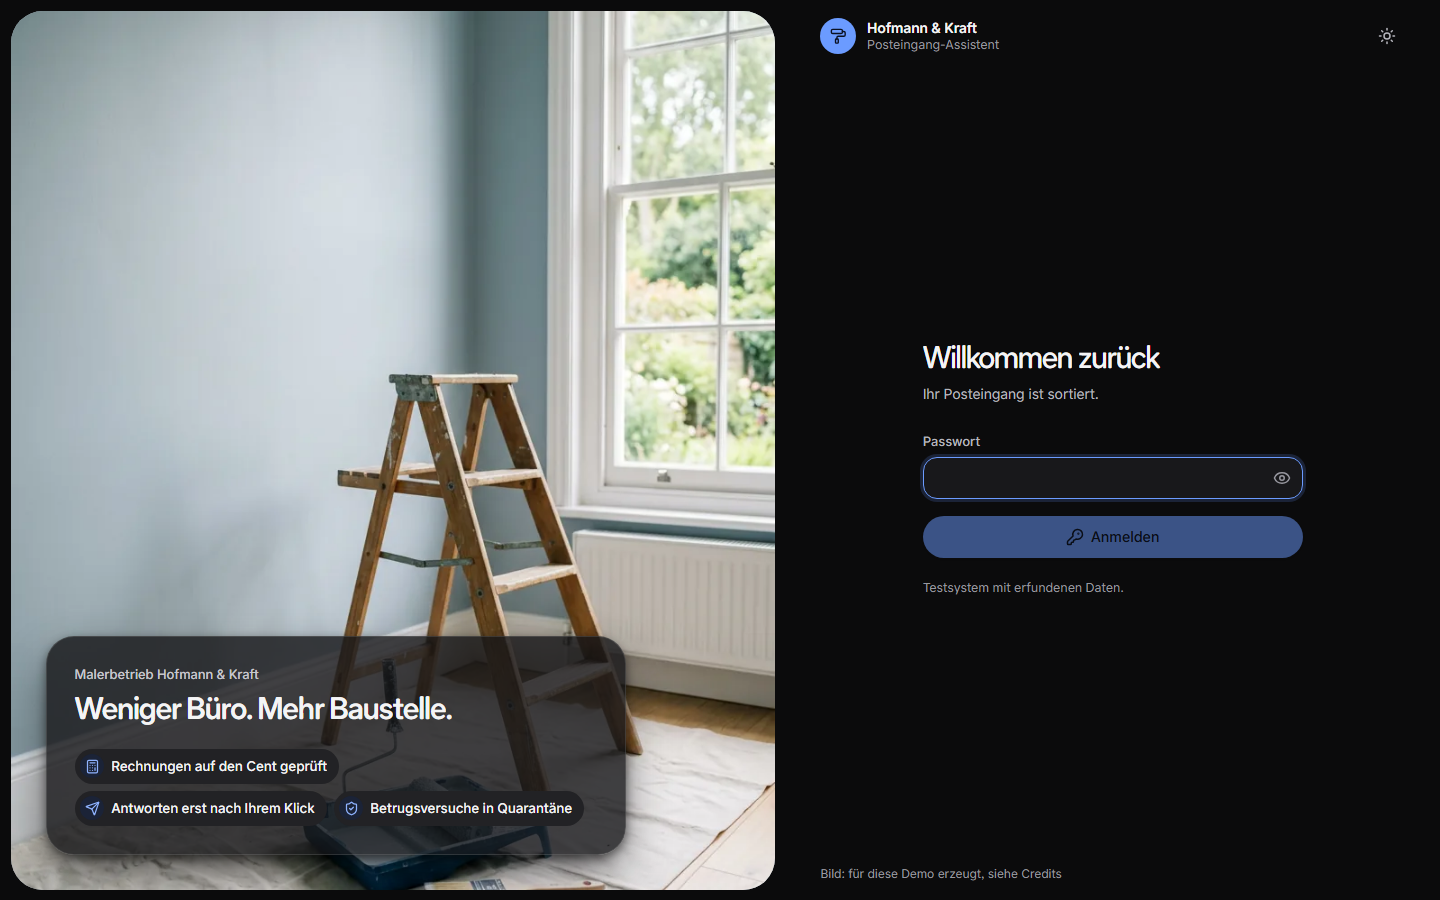 Hofmann & Kraft
Posteingang-Assistent
Malerbetrieb Hofmann & Kraft
Weniger Büro. Mehr Baustelle.
Rechnungen auf den Cent geprüft
Antworten erst nach Ihrem Klick
Betrugsversuche in Quarantäne
Willkommen zurück
Ihr Posteingang ist sortiert.
Passwort
Anmelden
Testsystem mit erfundenen Daten.
Bild: für diese Demo erzeugt, siehe Credits